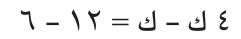 ٤ ك – ك = ١٢ – ٦